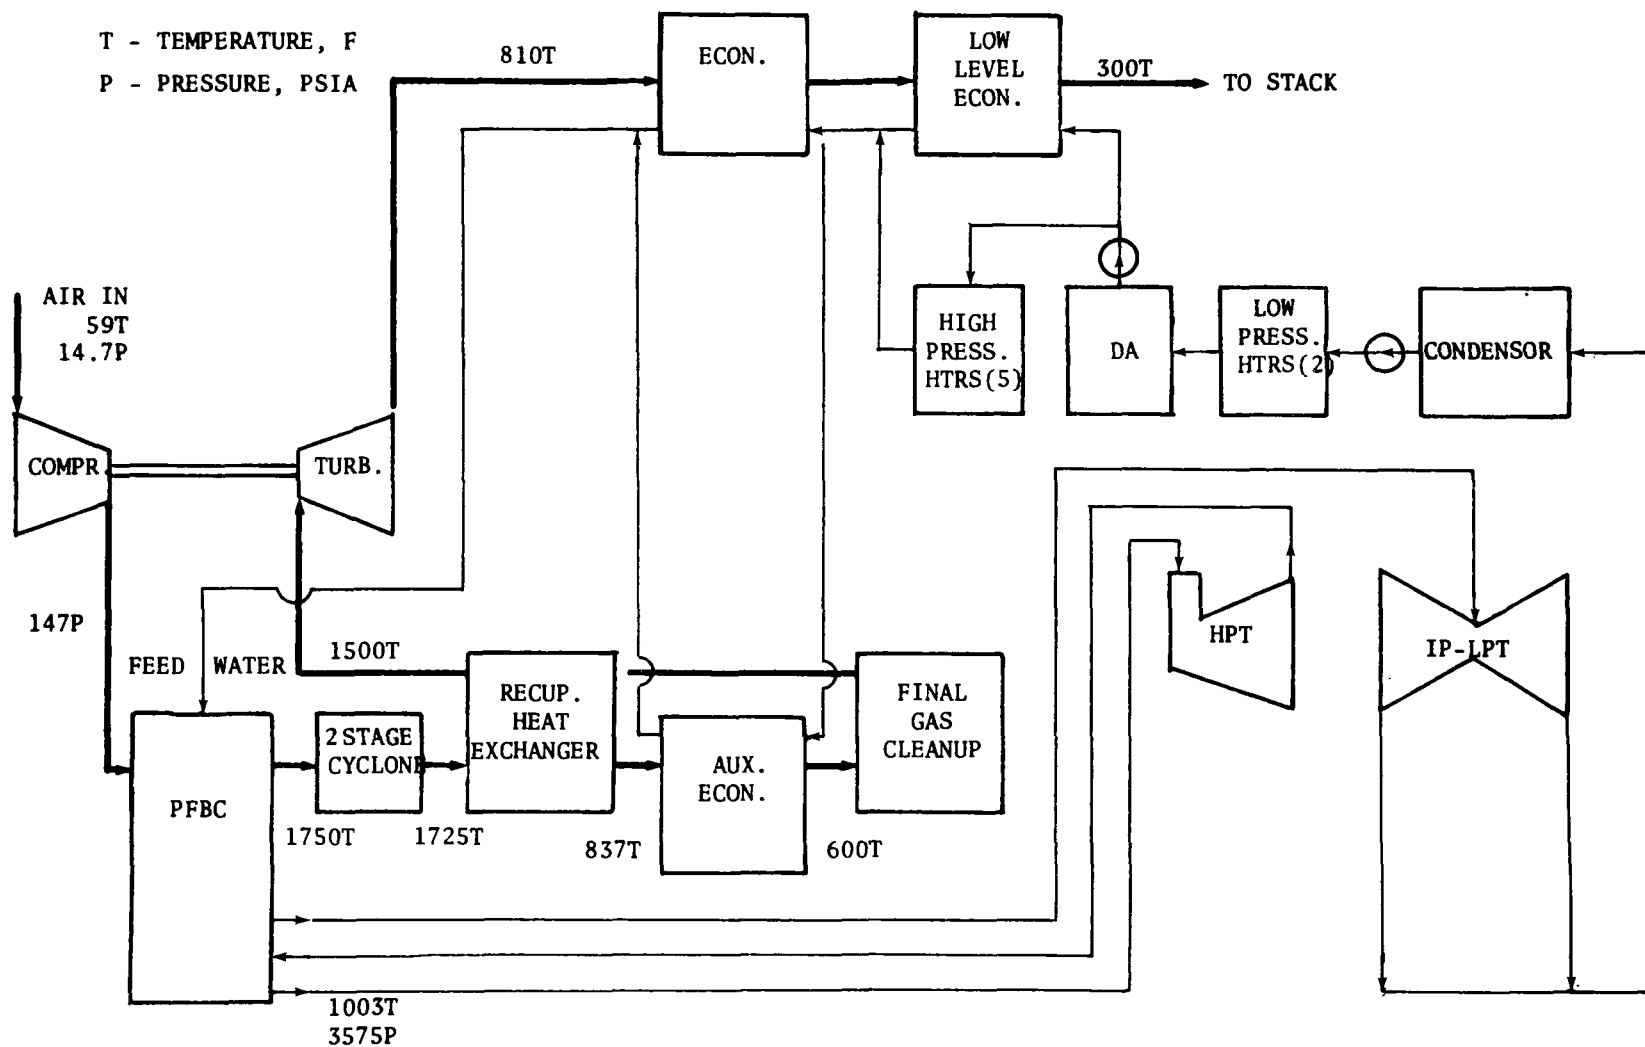 T - TEMPERATURE, F
P - PRESSURE, PSIA
810T
ECON.
LOW
LEVEL
ECON.
300T
TO STACK
AIR IN
59T
14.7P
HIGH
PRESS.
HTRS(5)
DA
LOW
PRESS.
HTRS(2)
CONDENSOR
COMPR.
TURB.
147P
FEED WATER
1500T
RECUP.
HEAT
EXCHANGER
FINAL
GAS
CLEANUP
HPT
IP-LPT
2 STAGE
CYCLONE
AUX.
ECON.
PFBC
1750T
1725T
837T
600T
1003T
3575P